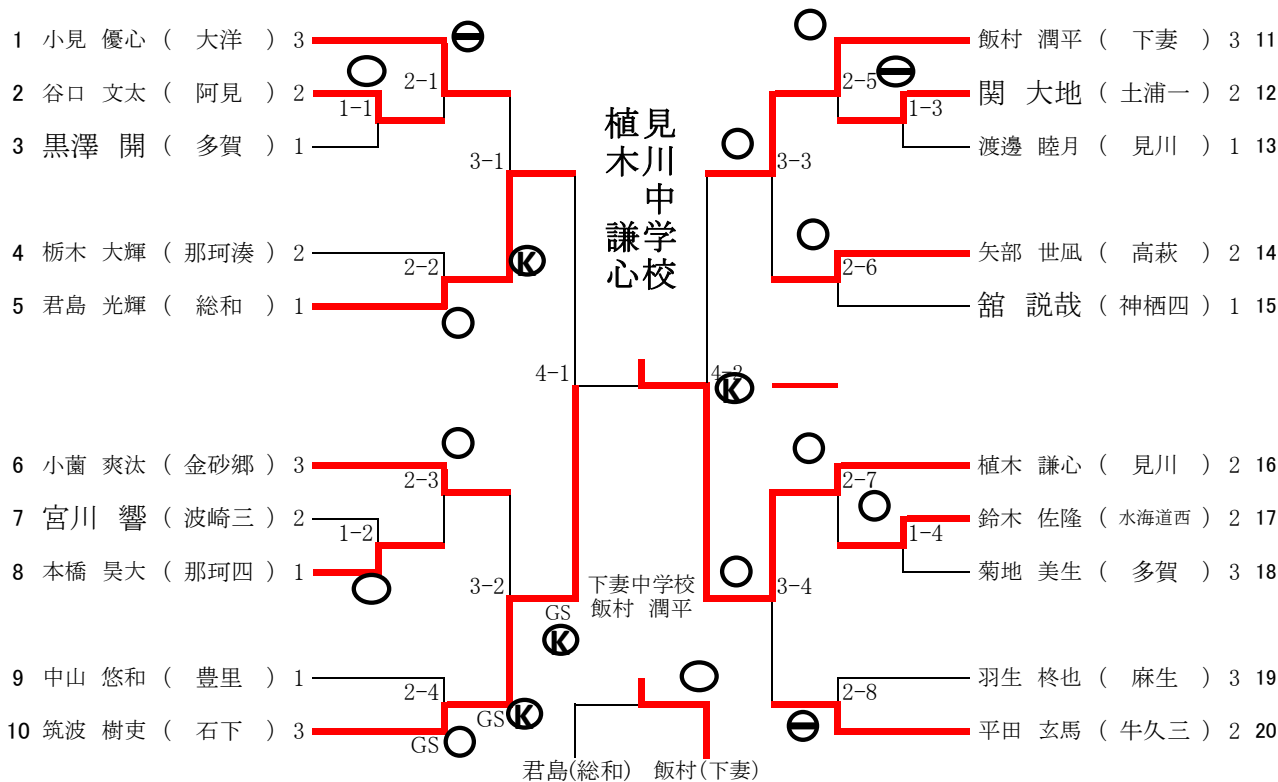 1 小見 優心 ( 大洋 ) 3
2 谷口 文太 ( 阿見 ) 2
3 黒澤 開 ( 多賀 ) 1
4 栃木 大輝 ( 那珂湊 ) 2
5 君島 光輝 ( 総和 ) 1
6 小薗 爽汰 ( 金砂郷 ) 3
7 宮川 響 ( 波崎三 ) 2
8 本橋 昊大 ( 那珂四 ) 1
9 中山 悠和 ( 豊里 ) 1
10 筑波 樹吏 ( 石下 ) 3
1-1
1-2
2-1
2-2
2-3
2-4
GS
3-1
3-2
K
GS K
4-1
GS
K
見川中学校
植木 謙心
下妻中学校
飯村 潤平
君島(総和) 飯村(下妻)
4-2
K
3-3
3-4
2-5
2-6
2-7
2-8
1-3
1-4
飯村 潤平 ( 下妻 ) 3 11
関 大地 ( 土浦一 ) 2 12
渡邊 睦月 ( 見川 ) 1 13
矢部 世凪 ( 高萩 ) 2 14
舘 説哉 ( 神栖四 ) 1 15
植木 謙心 ( 見川 ) 2 16
鈴木 佐隆 ( 水海道西 ) 2 17
菊地 美生 ( 多賀 ) 3 18
羽生 柊也 ( 麻生 ) 3 19
平田 玄馬 ( 牛久三 ) 2 20